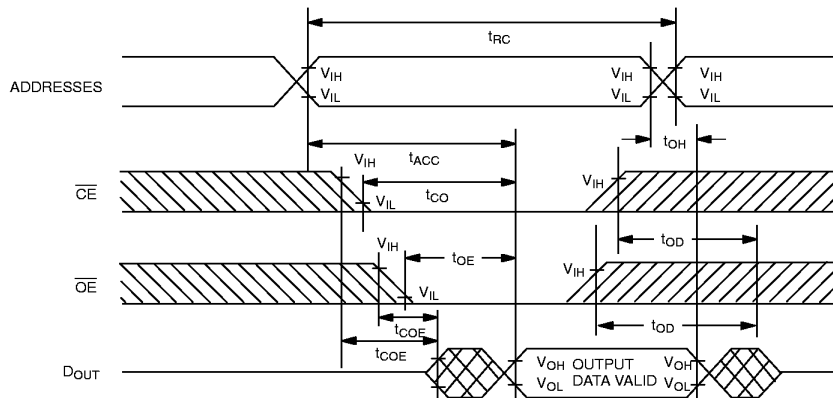 tRC
ADDRESSES
VIH
VIL
VIH
VIL
VIH
VIL
tOH
tACC
CE
VIH
VIL
tCO
VIH
tOD
OE
VIH
VIL
tOE
VIH
tOD
tCOE
tCOE
DOUT
VOH OUTPUT VOH
VOL DATA VALID VOL